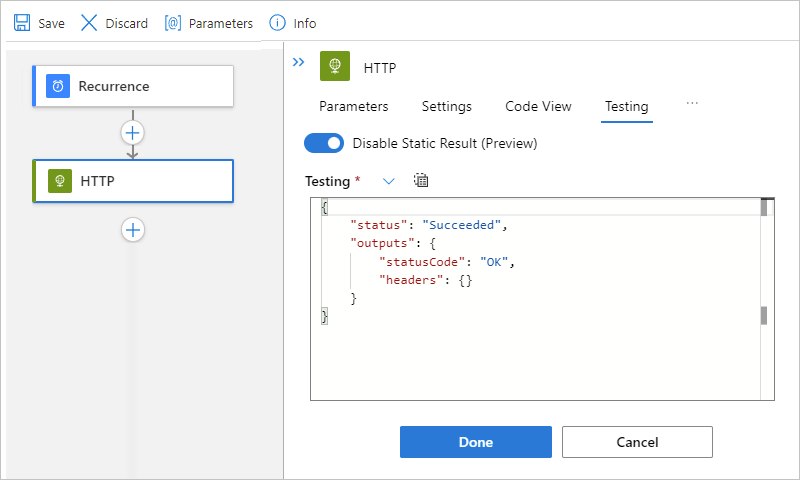 Save Discard [@] Parameters Info
Recurrence
HTTP
HTTP
Parameters Settings Code View Testing ...
Disable Static Result (Preview)
Testing *
{
"status": "Succeeded",
"outputs": {
"statusCode": "OK",
"headers": {}
}
}
Done Cancel